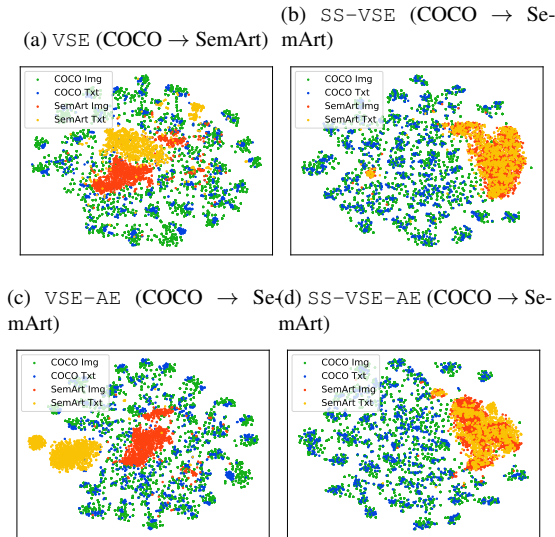 (a) VSE (COCO → SemArt)
(b) SS-VSE (COCO → Se-
mArt)
COCO Img
COCO Txt
SemArt Img
SemArt Txt
COCO Img
COCO Txt
SemArt Img
SemArt Txt
(c) VSE-AE (COCO → Se-
mArt)
(d) SS-VSE-AE (COCO → Se-
mArt)
COCO Img
COCO Txt
SemArt Img
SemArt Txt
COCO Img
COCO Txt
SemArt Img
SemArt Txt